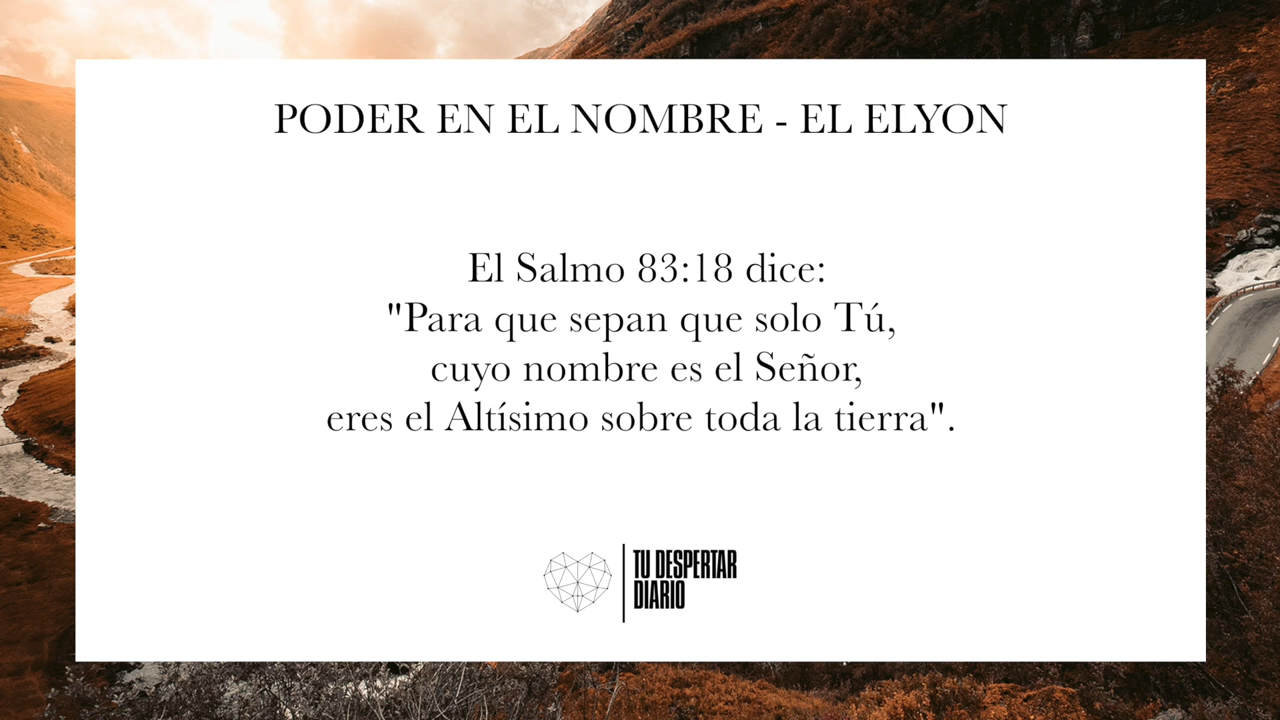 PODER EN EL NOMBRE - EL ELYON
El Salmo 83:18 dice:
"Para que sepan que solo Tú,
cuyo nombre es el Señor,
eres el Altísimo sobre toda la tierra".
TU DESPERTAR
DIARIO